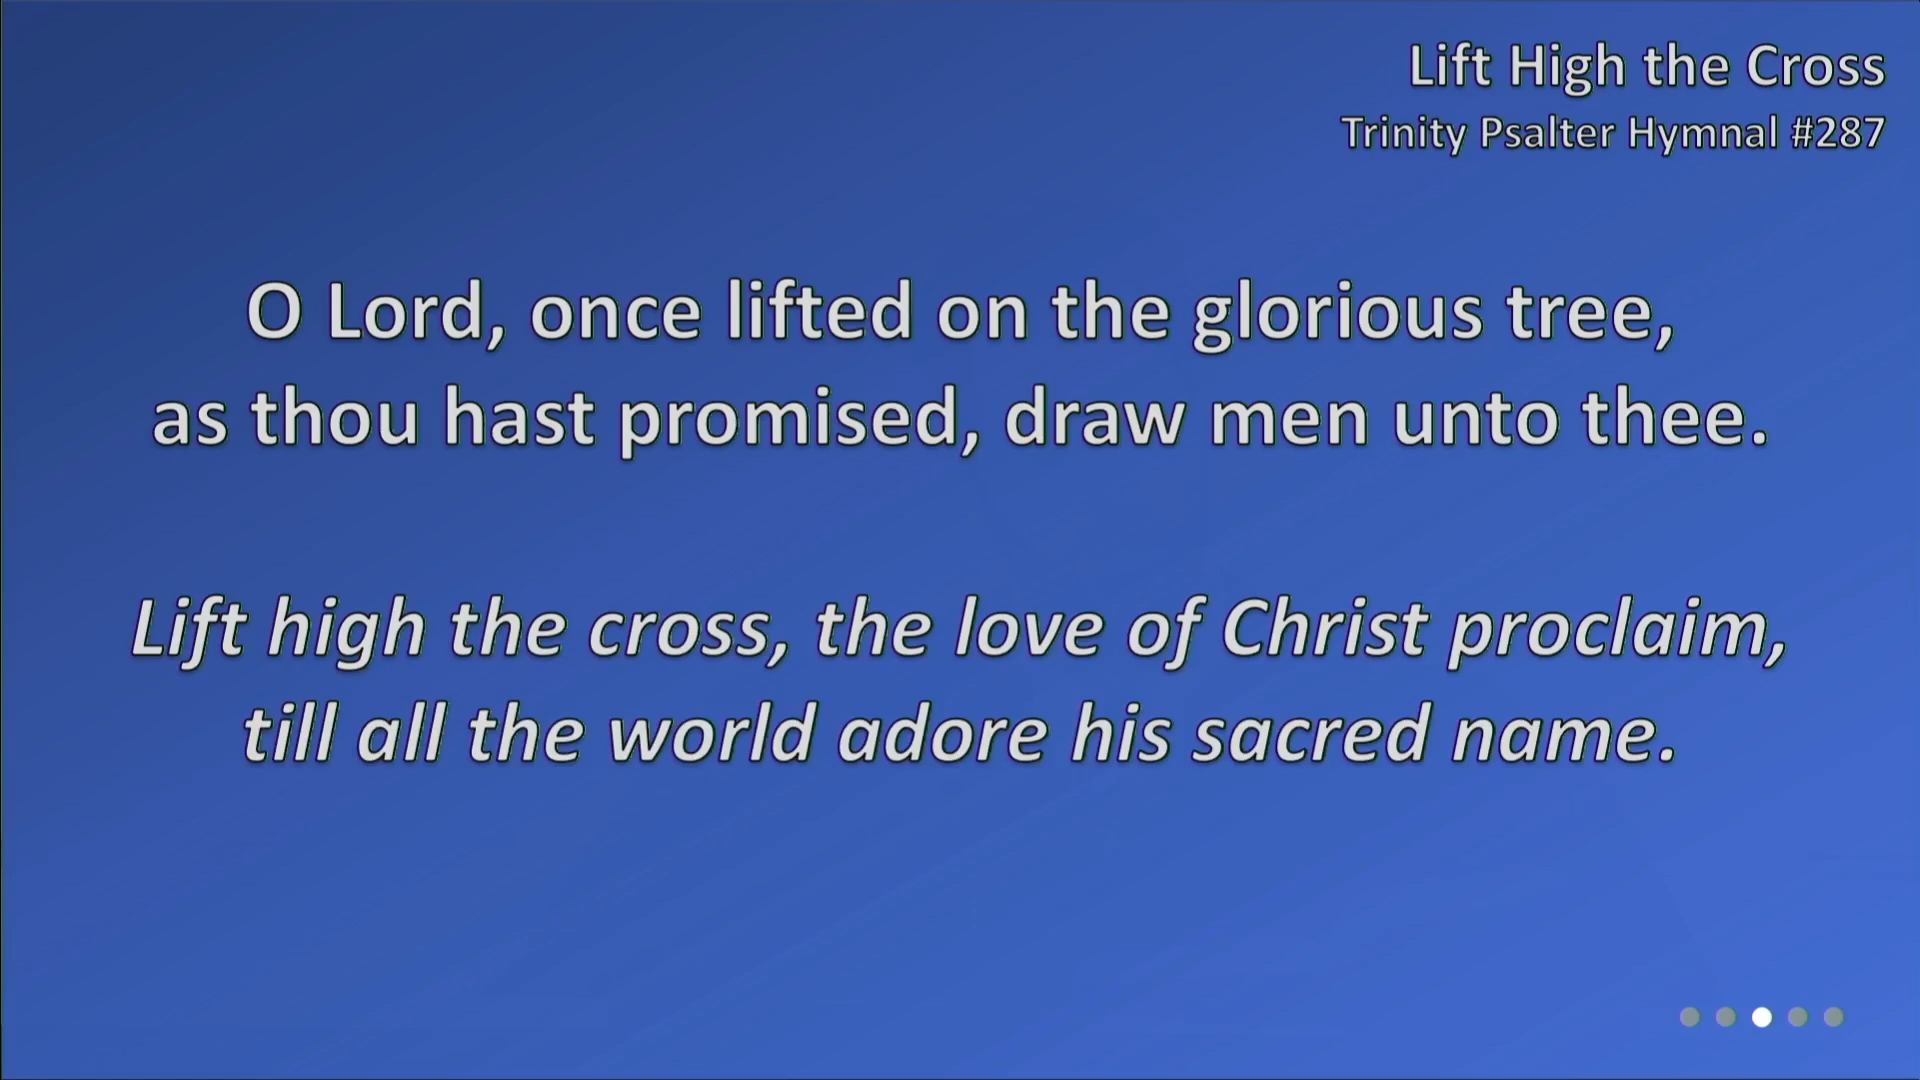 Lift High the Cross
Trinity Psalter Hymnal #287
O Lord, once lifted on the glorious tree,
as thou hast promised, draw men unto thee.
Lift high the cross, the love of Christ proclaim,
till all the world adore his sacred name.